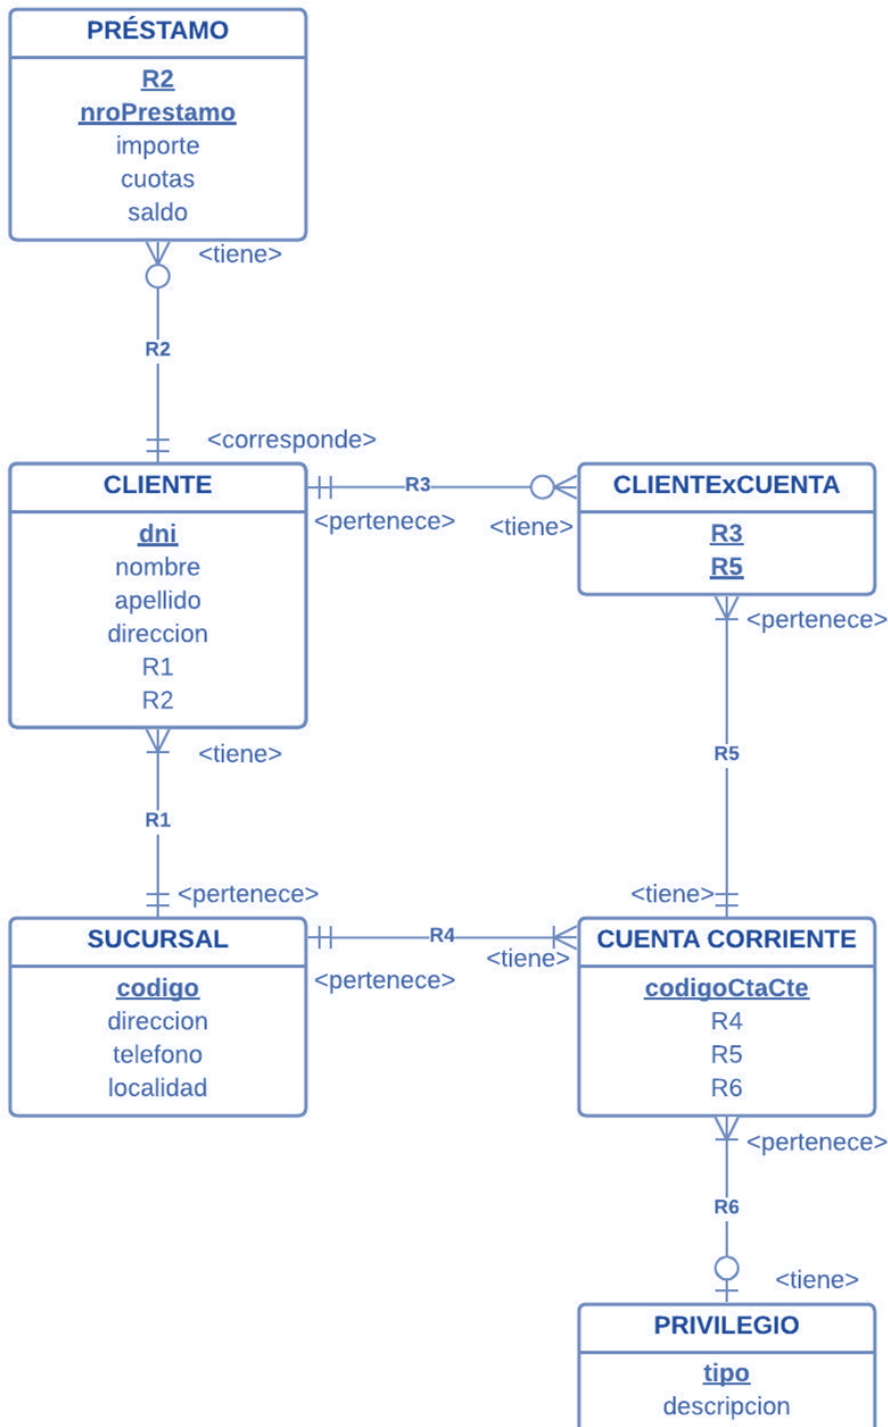 PRÉSTAMO
R2
nroPrestamo
importe
cuotas
saldo
<tiene>
R2
<corresponde>
CLIENTE
dni
nombre
apellido
direccion
R1
R2
R3
<pertenece>
<tiene>
CLIENTExCUENTA
R3
R5
<pertenece>
<tiene>
R1
R5
<pertenece>
<tiene>
SUCURSAL
codigo
direccion
telefono
localidad
R4
<pertenece>
<tiene>
CUENTA CORRIENTE
codigoCtaCte
R4
R5
R6
<pertenece>
R6
<tiene>
PRIVILEGIO
tipo
descripcion